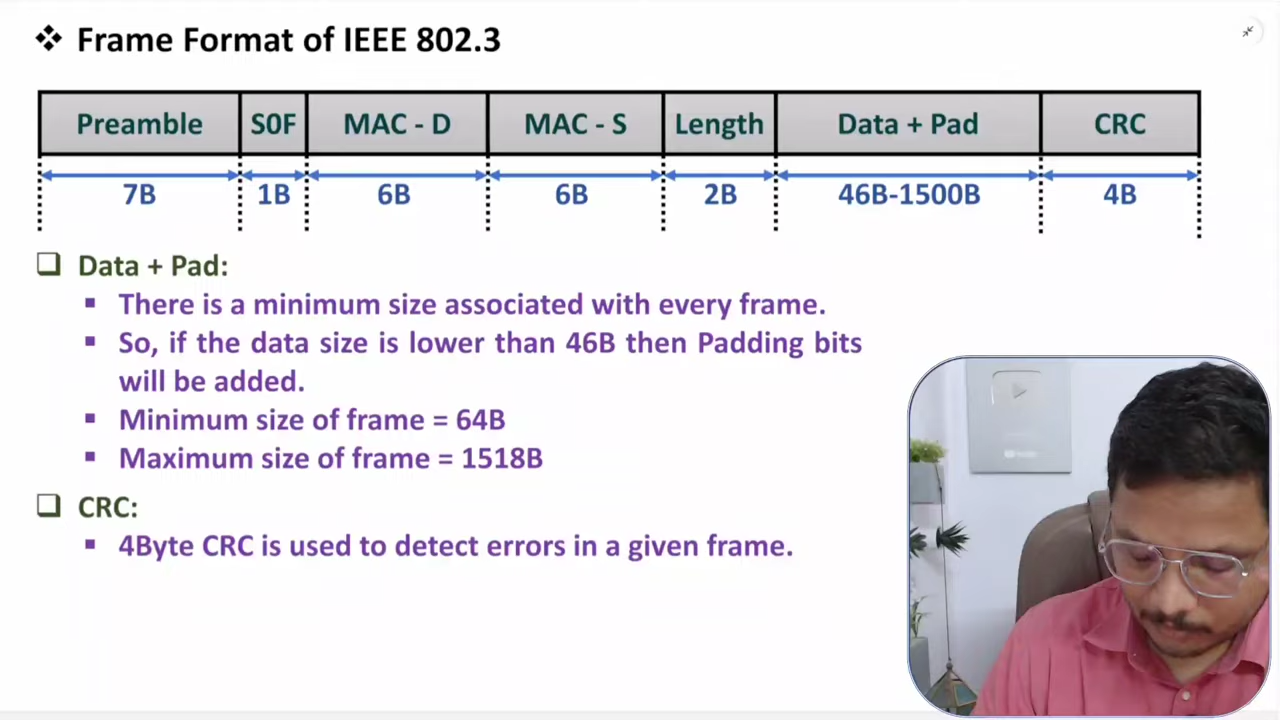 Frame Format of IEEE 802.3
Preamble S0F MAC - D MAC - S Length Data + Pad CRC
7B 1B 6B 6B 2B 46B-1500B 4B
Data + Pad:
There is a minimum size associated with every frame.
So, if the data size is lower than 46B then Padding bits
will be added.
Minimum size of frame = 64B
Maximum size of frame = 1518B
CRC:
4Byte CRC is used to detect errors in a given frame.